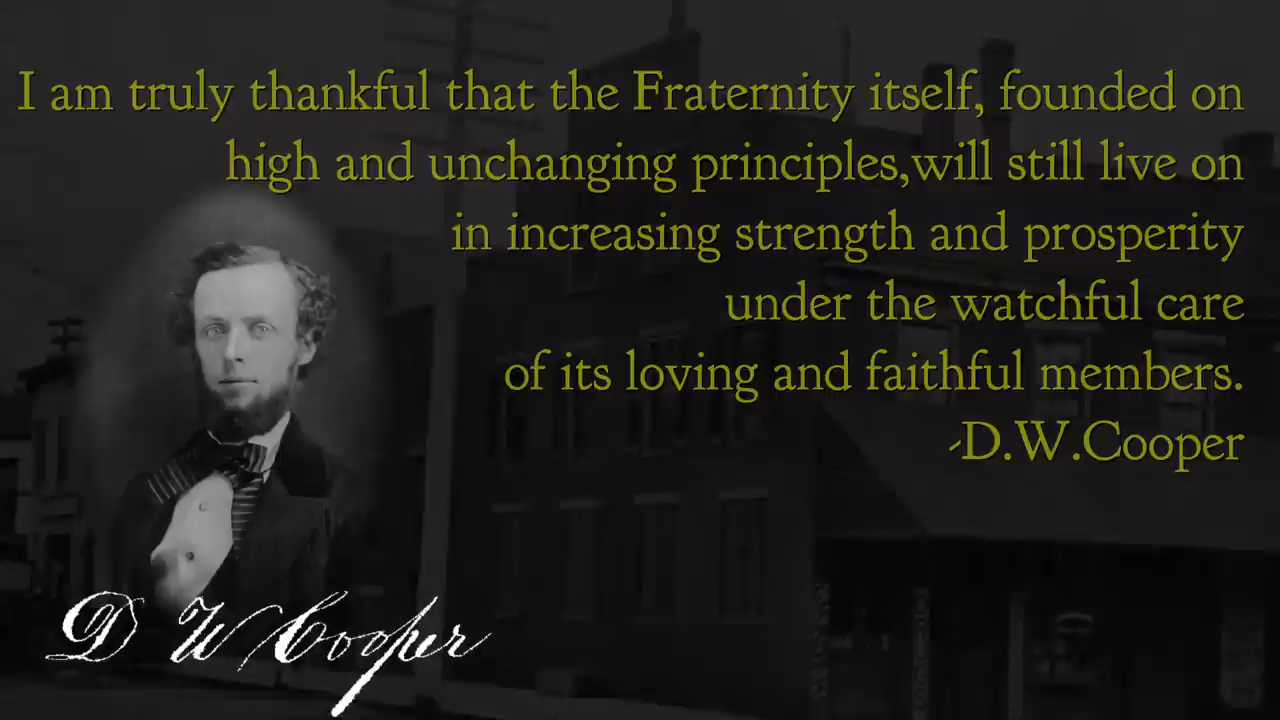 I am truly thankful that the Fraternity itself, founded on
high and unchanging principles,will still live on
in increasing strength and prosperity
under the watchful care
of its loving and faithful members.
-D.W.Cooper
D W Cooper